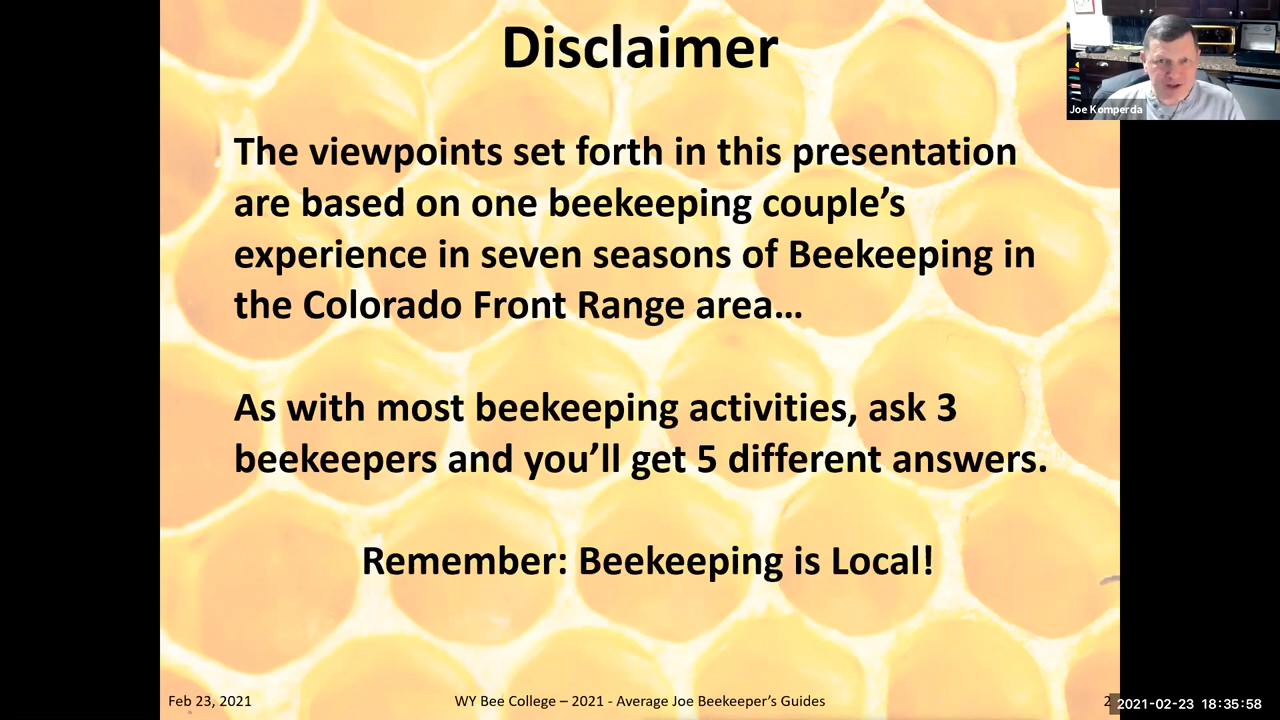 Disclaimer
Joe Komperda
The viewpoints set forth in this presentation
are based on one beekeeping couple’s
experience in seven seasons of Beekeeping in
the Colorado Front Range area…
As with most beekeeping activities, ask 3
beekeepers and you’ll get 5 different answers.
Remember: Beekeeping is Local!
Feb 23, 2021
WY Bee College – 2021 - Average Joe Beekeeper’s Guides
2
2021-02-23 18:35:58